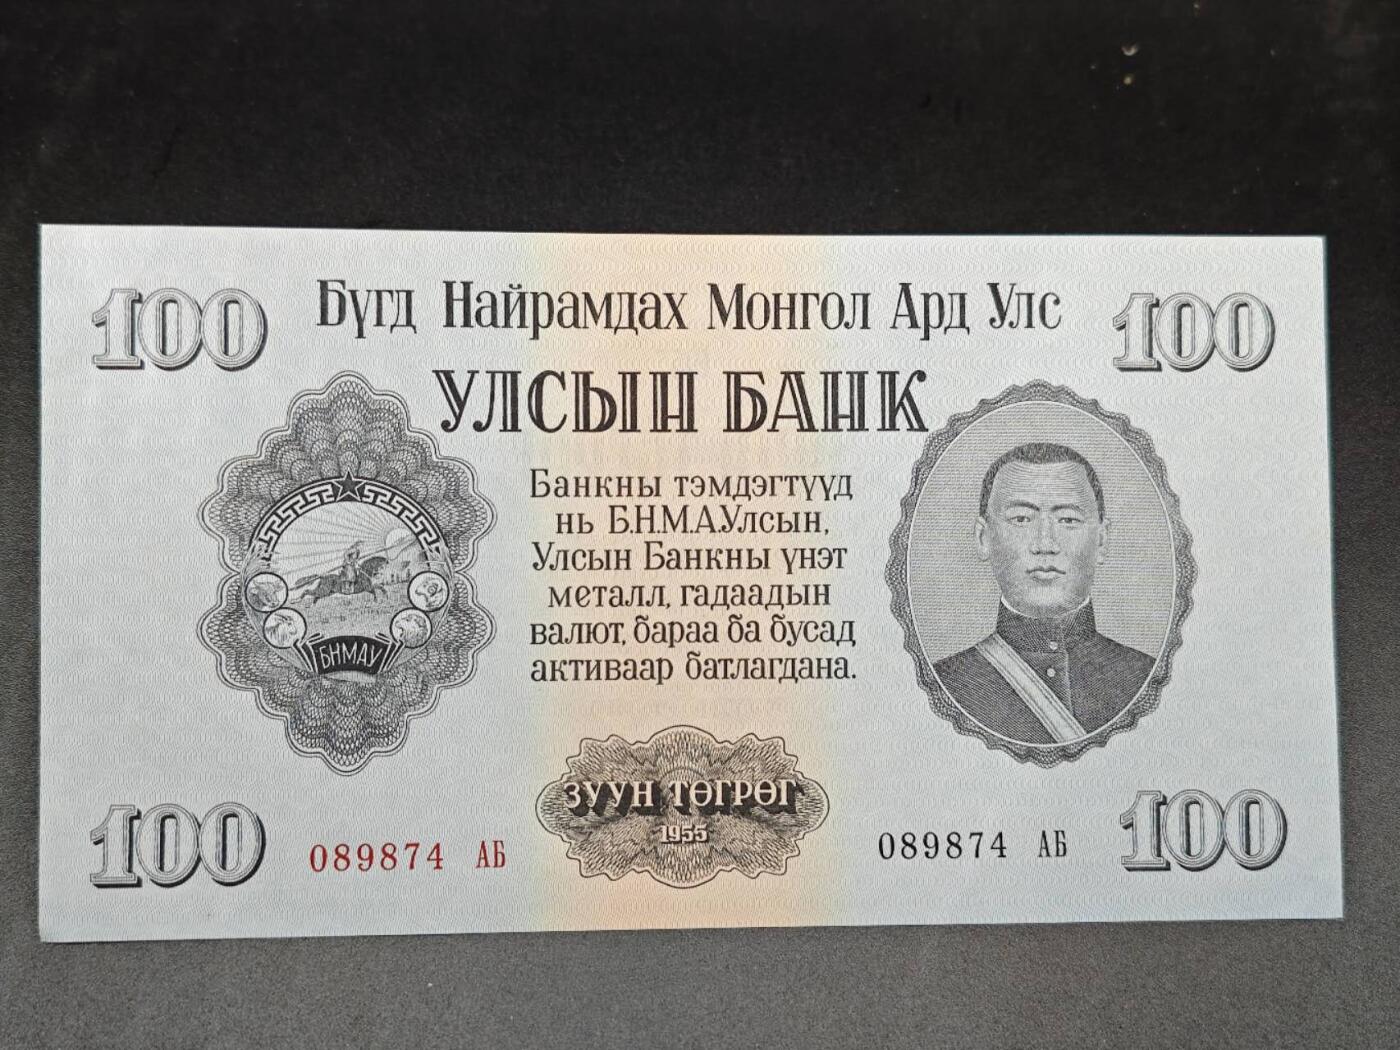 100 Бүгд Найрамдах Монгол Ард Улс 100
УЛСЫН БАНК
Банкны тэмдэгтүүд
нь Б.Н.М.А.Улсын,
Улсын Банкны үнэт
металл, гадаадын
валют, бараа ба бусад
активаар батлагдана.
БНМАУ
ЗУУН ТӨГРӨГ
1955
100 089874 АБ 089874 АБ 100